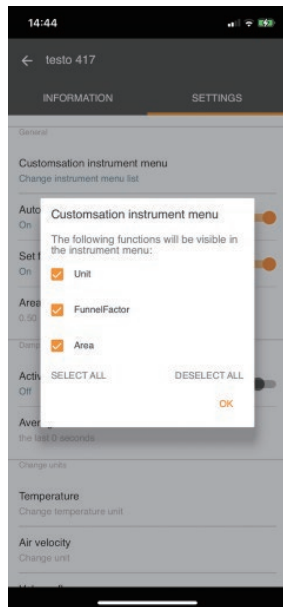 14:44
testo 417
INFORMATION
SETTINGS
General
Customsation instrument menu
Change instrument menu list
Auto
On
Customsation instrument menu
The following functions will be visible in
the instrument menu:
Set f
On
Unit
FunnelFactor
Area
0.50
Area
Damp
SELECT ALL
DESELECT ALL
Activ
Off
OK
Aver
the last 0 seconds
Change units
Temperature
Change temperature unit
Air velocity
Change unit